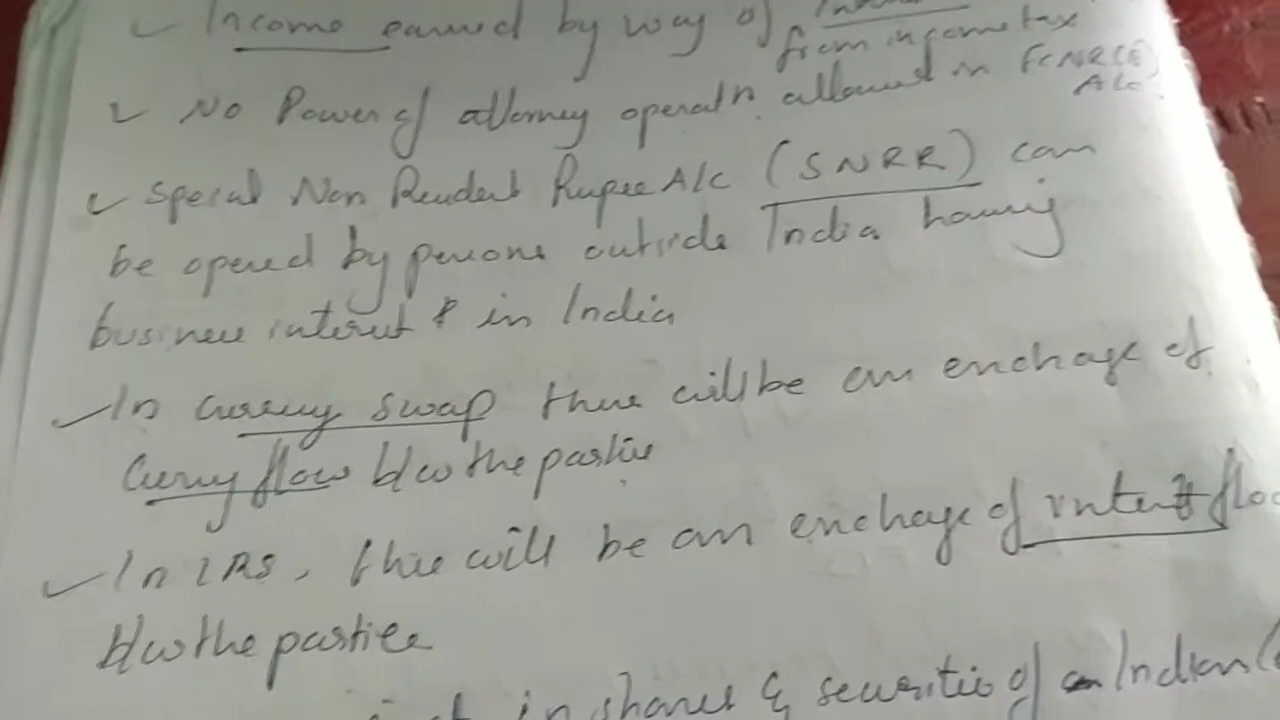 Income earned by way of
from income tax
No Power of attorney operatn. allowed in FCNR(B)
A/c.
Special Non Resident Rupee A/c (SNRR) can
be opened by persons outside India having
business interest in India
In currency swap there will be an exchange of
Curency flow b/w the parties
In IRS, there will be an exchange of interest flo
b/w the parties
in shares & securities of an Indian